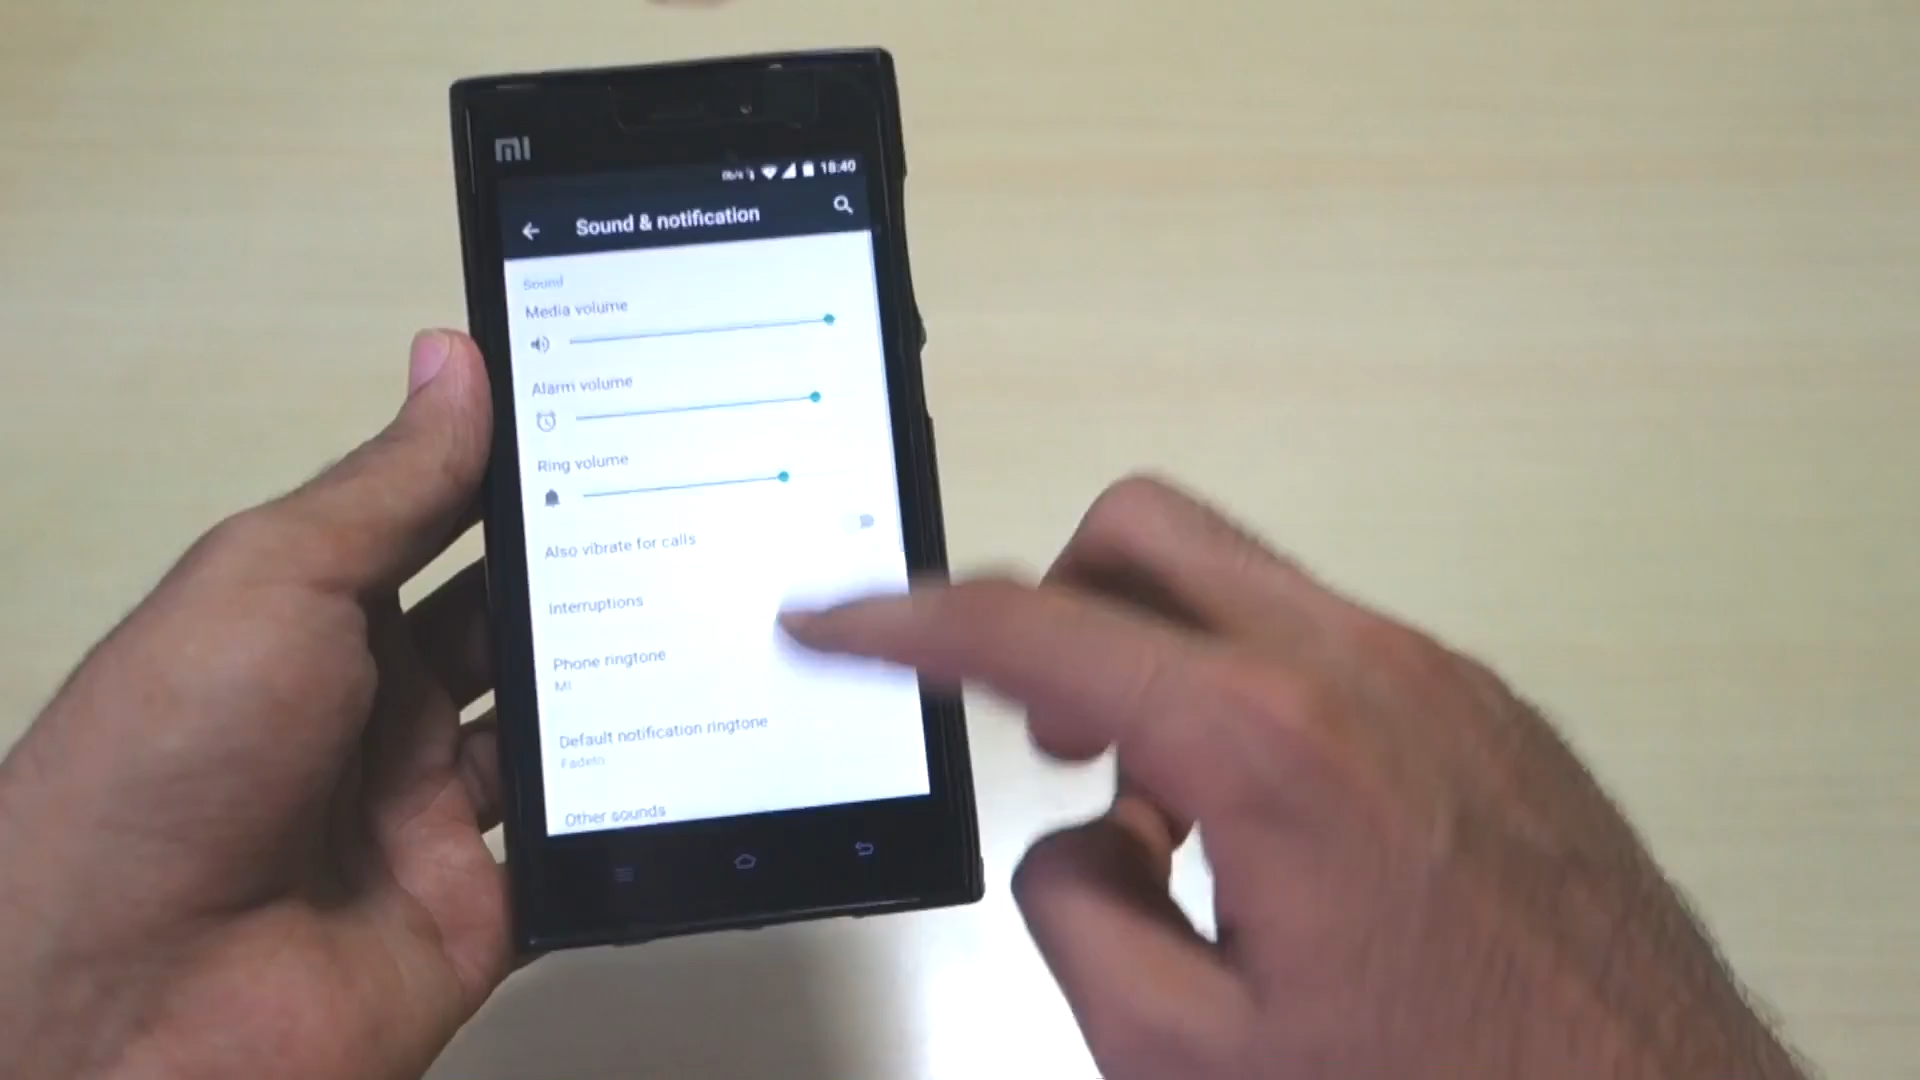 MI
18:40
Sound & notification
Sound
Media volume
Alarm volume
Ring volume
Also vibrate for calls
Interruptions
Phone ringtone
MI
Default notification ringtone
FadeIn
Other sounds